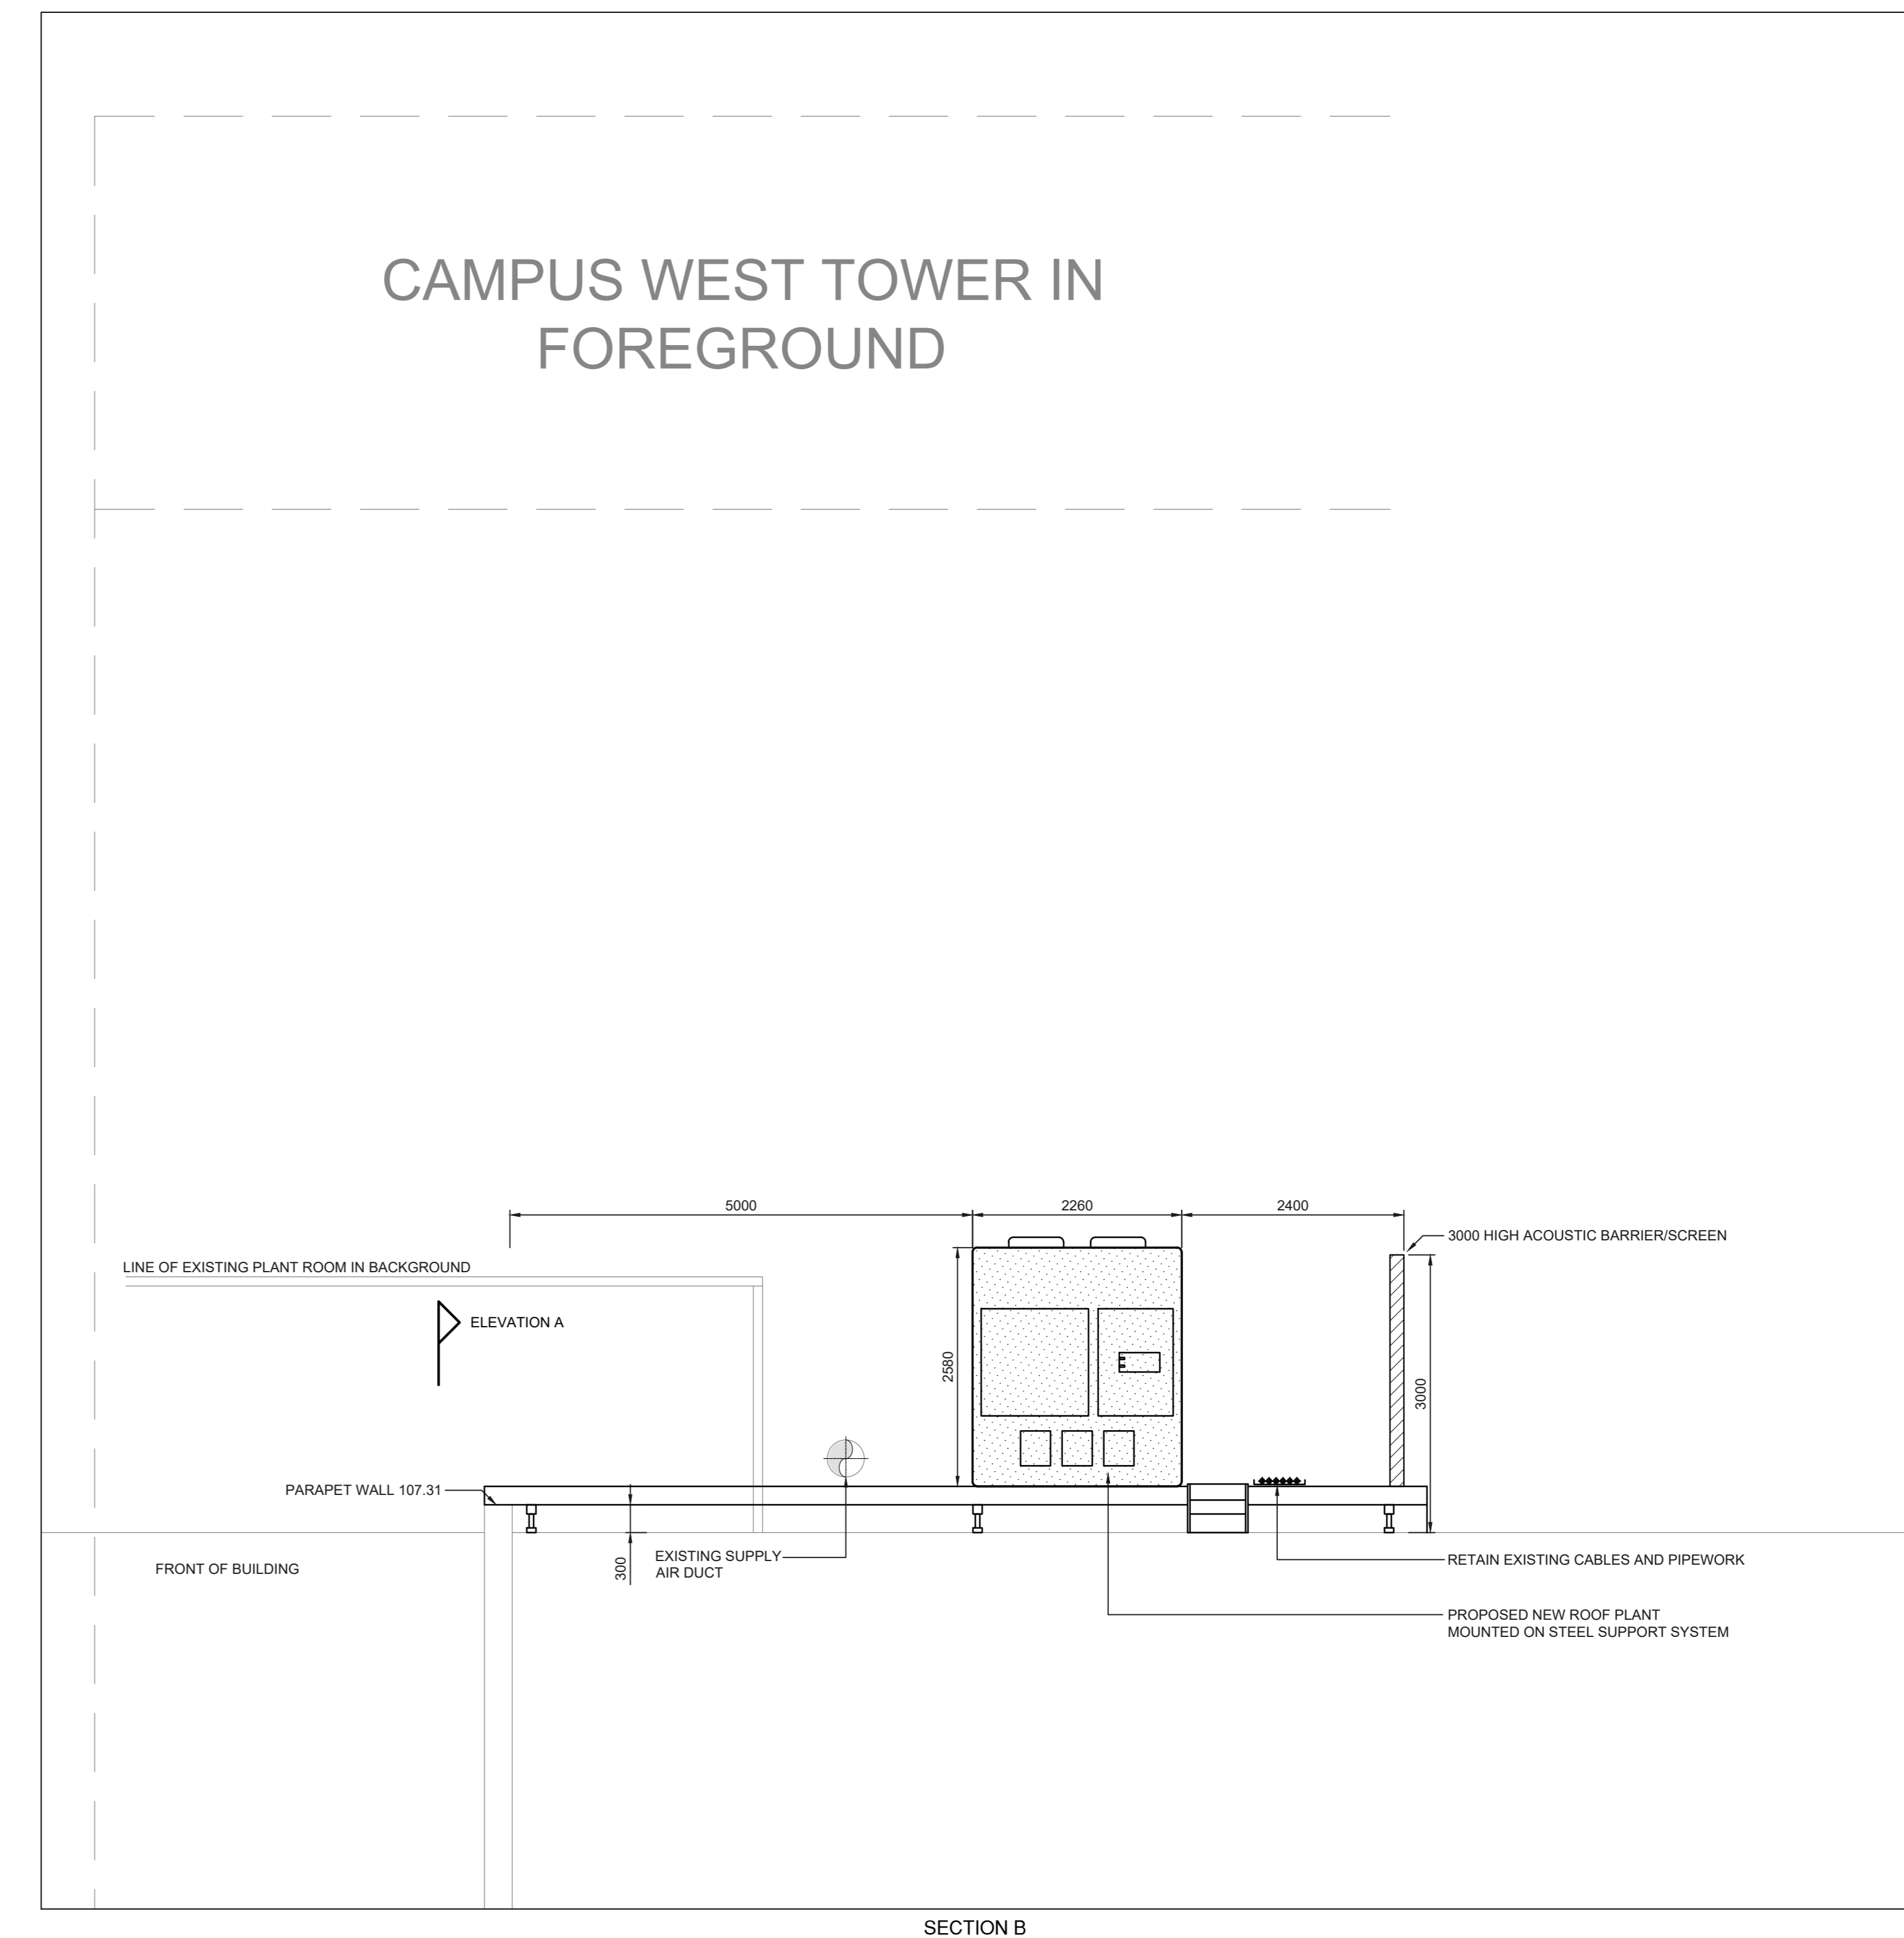 CAMPUS WEST TOWER IN
FOREGROUND
5000
2260
2400
3000 HIGH ACOUSTIC BARRIER/SCREEN
LINE OF EXISTING PLANT ROOM IN BACKGROUND
ELEVATION A
2580
3000
PARAPET WALL 107.31
300
EXISTING SUPPLY
AIR DUCT
FRONT OF BUILDING
RETAIN EXISTING CABLES AND PIPEWORK
PROPOSED NEW ROOF PLANT
MOUNTED ON STEEL SUPPORT SYSTEM
SECTION B